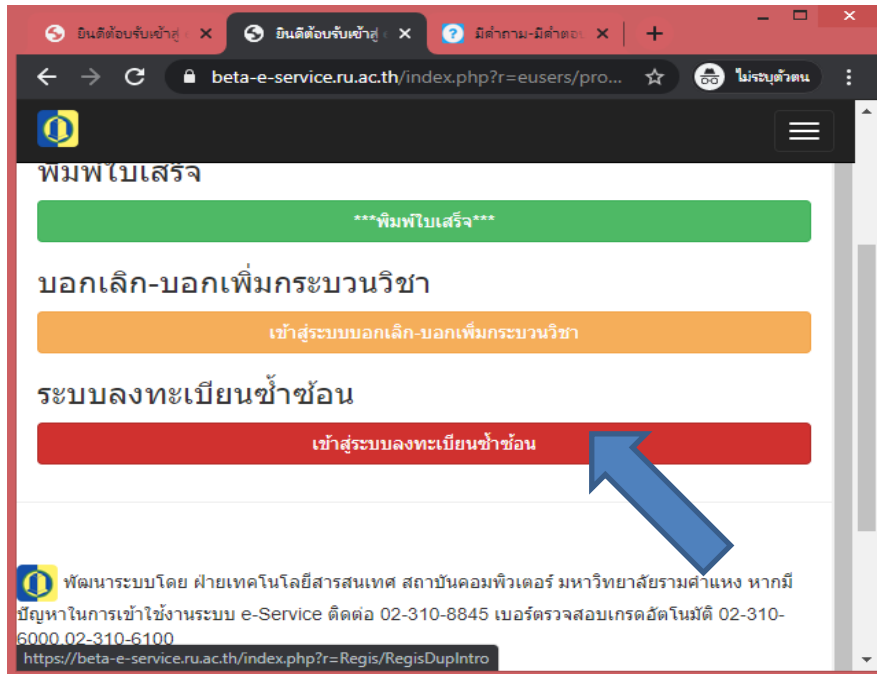 ยินดีต้อนรับเข้าสู่
ยินดีต้อนรับเข้าสู่
มีคำถาม-มีคำตอบ
beta-e-service.ru.ac.th/index.php?r=eusers/pro...
ไม่ระบุตัวตน
พิมพ์ใบเสร็จ
***พิมพ์ใบเสร็จ***
บอกเลิก-บอกเพิ่มกระบวนวิชา
เข้าสู่ระบบบอกเลิก-บอกเพิ่มกระบวนวิชา
ระบบลงทะเบียนซ้ำซ้อน
เข้าสู่ระบบลงทะเบียนซ้ำซ้อน
พัฒนาระบบโดย ฝ่ายเทคโนโลยีสารสนเทศ สถาบันคอมพิวเตอร์ มหาวิทยาลัยรามคำแหง หากมี
ปัญหาในการเข้าใช้งานระบบ e-Service ติดต่อ 02-310-8845 เบอร์ตรวจสอบเกรดอัตโนมัติ 02-310-
6000,02-310-6100
https://beta-e-service.ru.ac.th/index.php?r=Regis/RegisDupIntro